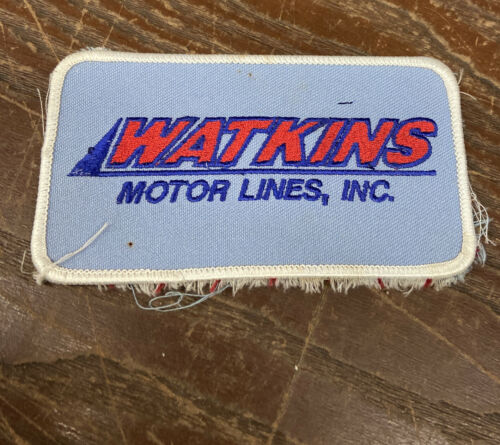 WATKINS
MOTOR LINES, INC.